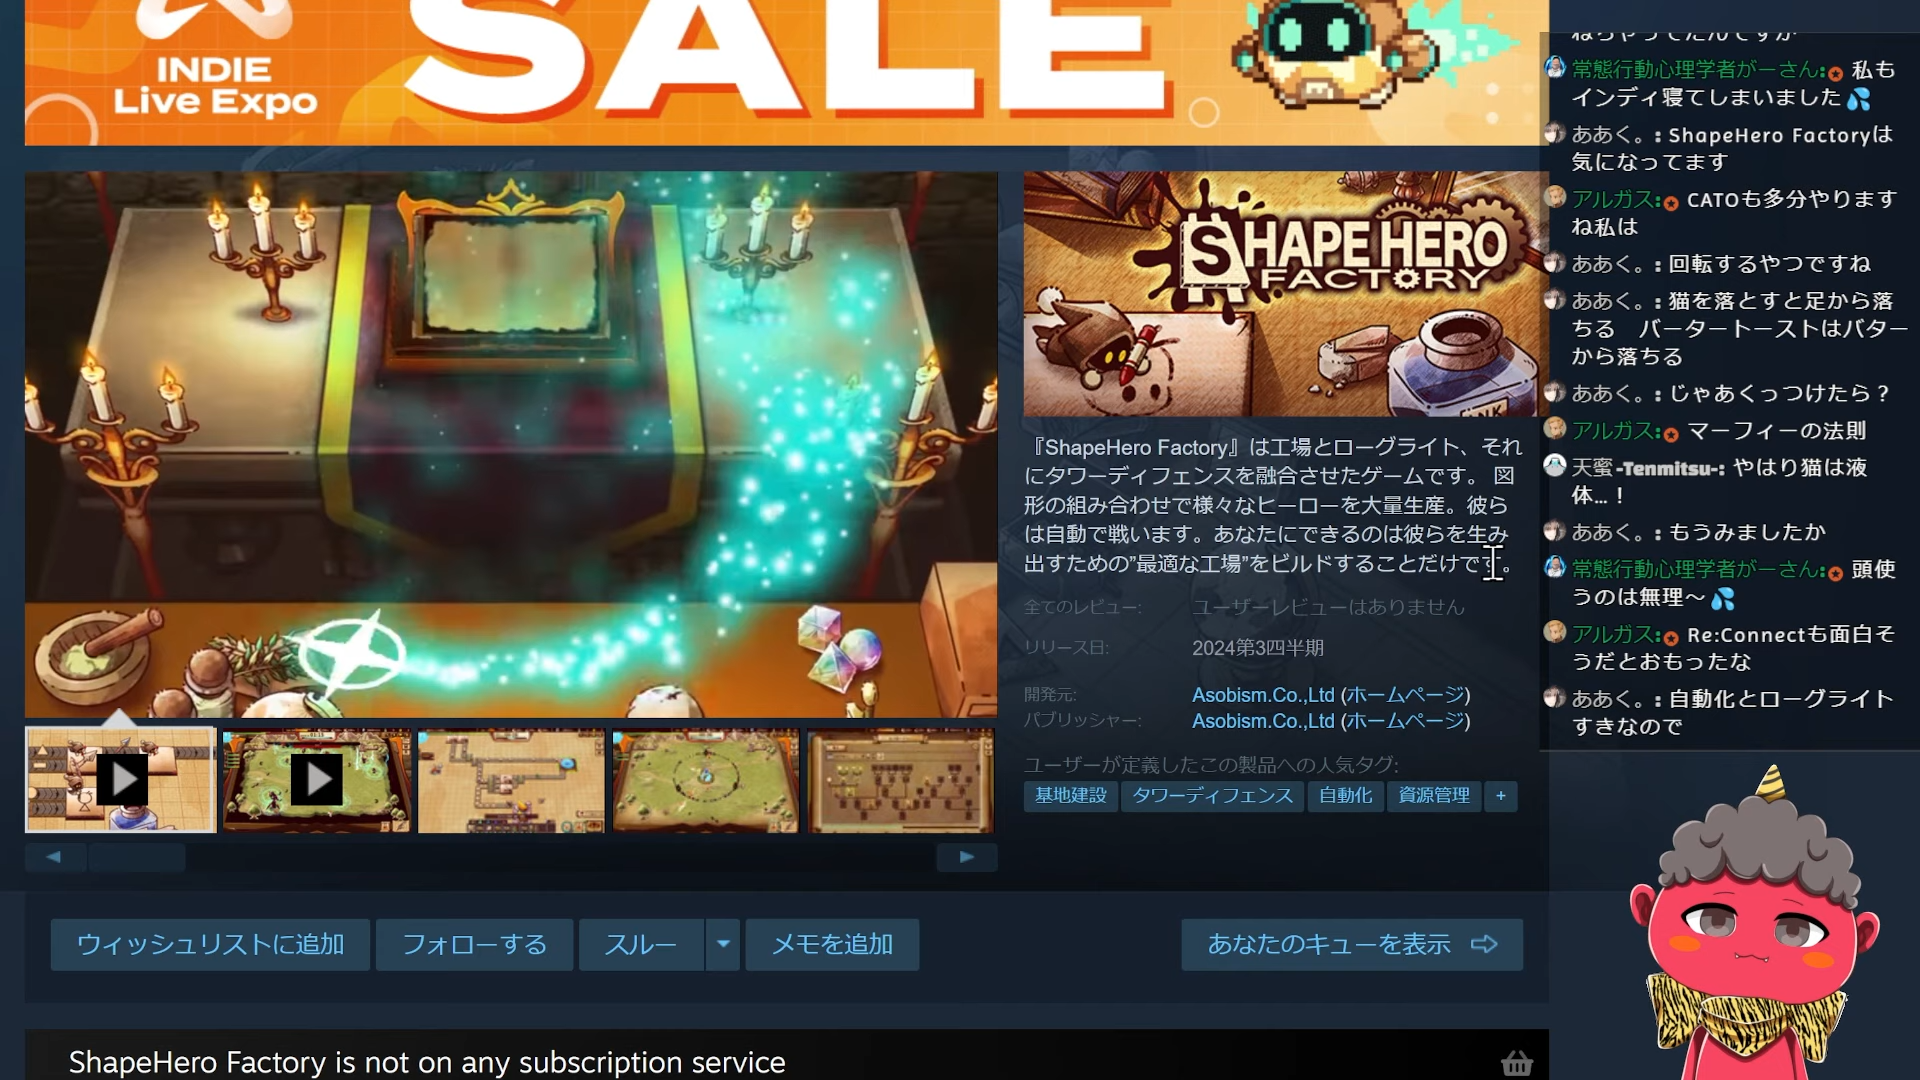 INDIE
Live Expo
SALE
SHAPE HERO
FACTORY
INK
『ShapeHero Factory』は工場とローグライト、それ
にタワーディフェンスを融合させたゲームです。 図
形の組み合わせで様々なヒーローを大量生産。彼ら
は自動で戦います。あなたにできるのは彼らを生み
出すための”最適な工場”をビルドすることだけです。
全てのレビュー: ユーザーレビューはありません
リリース日: 2024第3四半期
開発元: Asobism.Co.,Ltd (ホームページ)
パブリッシャー: Asobism.Co.,Ltd (ホームページ)
ユーザーが定義したこの製品への人気タグ:
基地建設 タワーディフェンス 自動化 資源管理 +
ウィッシュリストに追加 フォローする スルー メモを追加 あなたのキューを表示
ShapeHero Factory is not on any subscription service
常態行動心理学者がーさん: 私も
インディ寝てしまいました
ああく。: ShapeHero Factoryは
気になってます
アルガス: CATOも多分やります
ね私は
ああく。: 回転するやつですね
ああく。: 猫を落とすと足から落
ちる　バータートーストはバター
から落ちる
ああく。: じゃあくっつけたら？
アルガス: マーフィーの法則
天蜜-Tenmitsu-: やはり猫は液
体...！
ああく。: もうみましたか
常態行動心理学者がーさん: 頭使
うのは無理～
アルガス: Re:Connectも面白そ
うだとおもったな
ああく。: 自動化とローグライト
すきなので